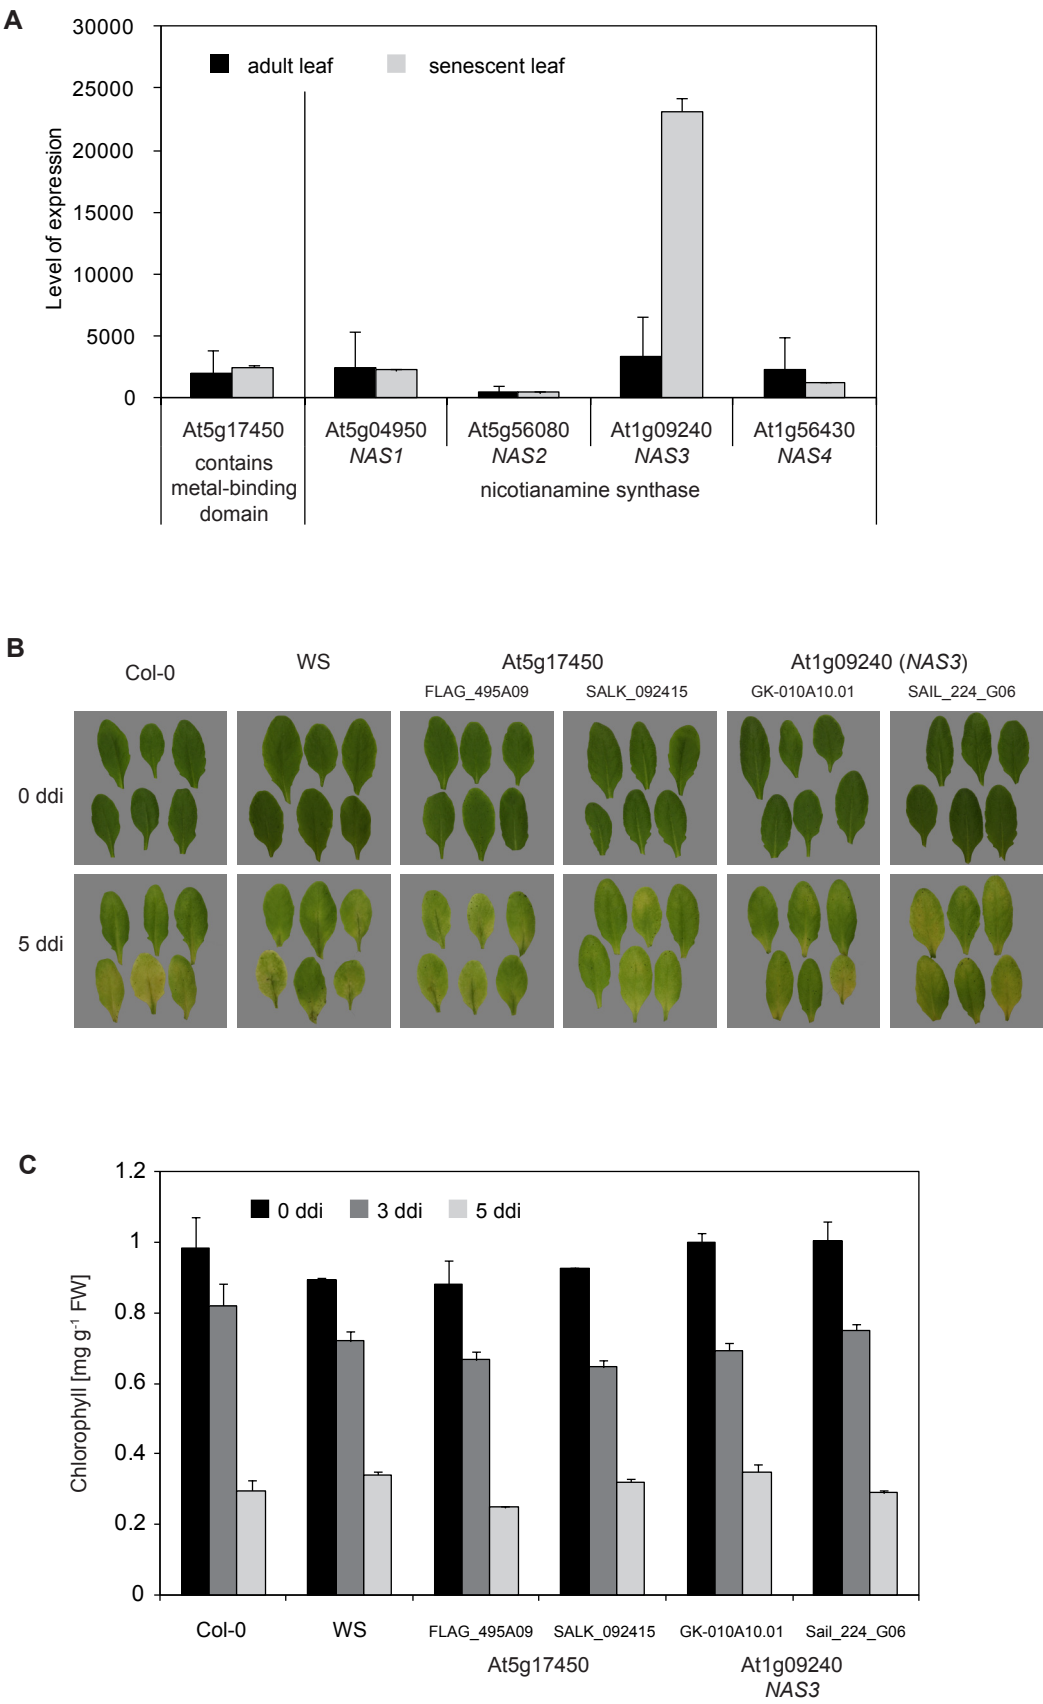 A
30000
25000
20000
15000
10000
5000
0
Level of expression
adult leaf
senescent leaf
At5g17450
contains
metal-binding
domain
At5g04950
NAS1
At5g56080
NAS2
At1g09240
NAS3
At1g56430
NAS4
nicotianamine synthase
B
Col-0
WS
At5g17450
At1g09240 (NAS3)
FLAG_495A09
SALK_092415
GK-010A10.01
SAIL_224_G06
0 ddi
5 ddi
C
1.2
1
0.8
0.6
0.4
0.2
0
Chlorophyll [mg g-1 FW]
0 ddi
3 ddi
5 ddi
Col-0
WS
FLAG_495A09
SALK_092415
GK-010A10.01
Sail_224_G06
At5g17450
At1g09240
NAS3